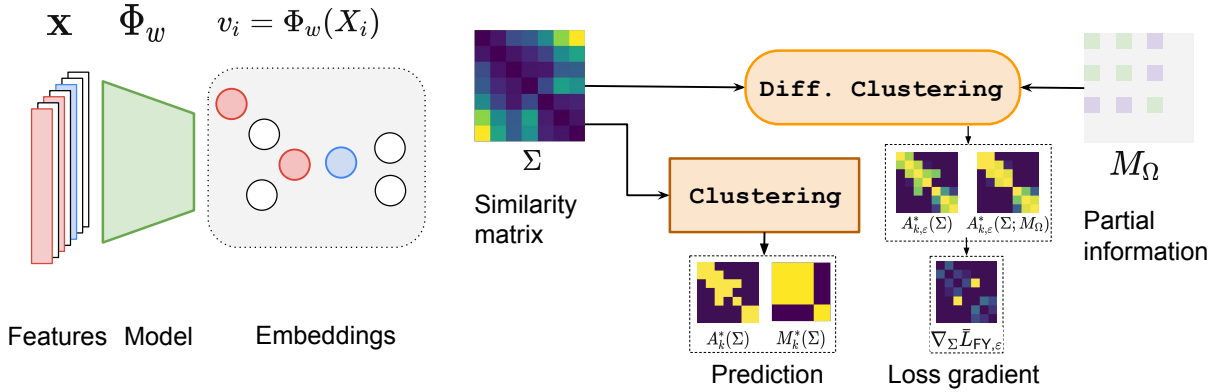 𝐱 Φ_w v_i = Φ_w(X_i)
Features Model Embeddings
Σ
Similarity
matrix
Diff. Clustering
Clustering
M_Ω
Partial
information
A*_{k,ε}(Σ) A*_{k,ε}(Σ; M_Ω)
A*_k(Σ) M*_k(Σ)
∇_Σ L̄_{FY,ε}
Prediction
Loss gradient